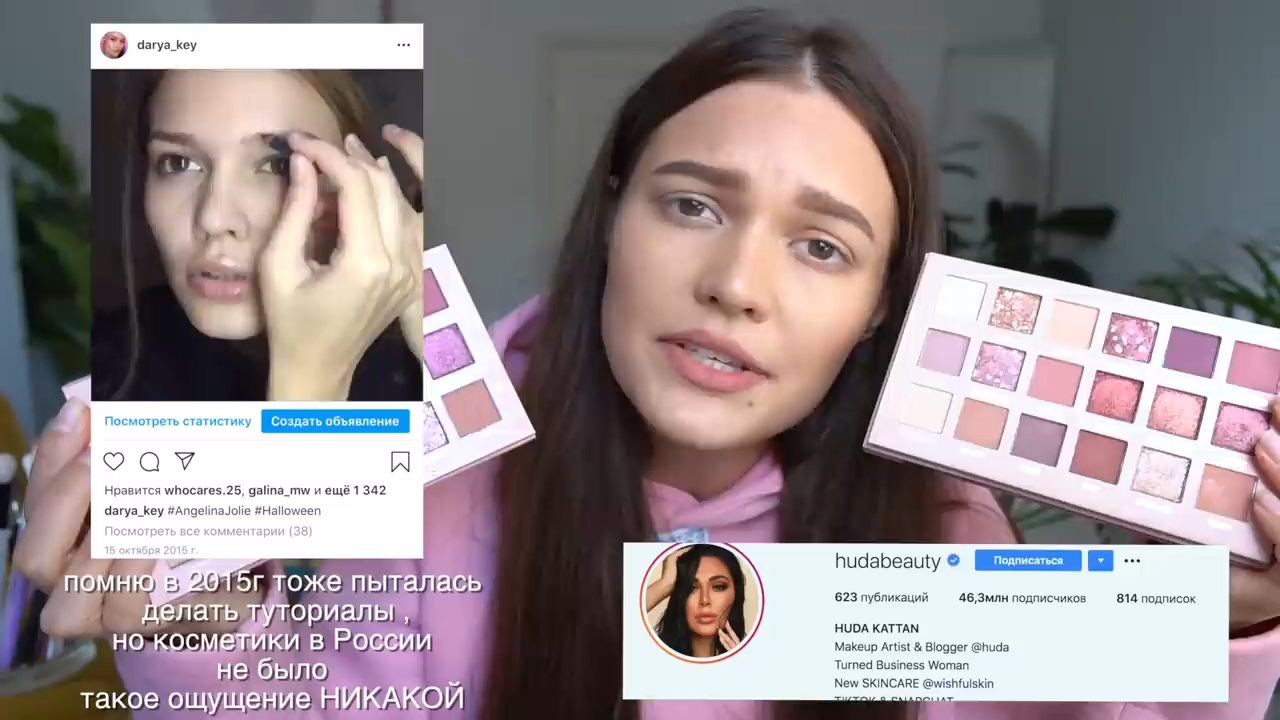 darya_key
Посмотреть статистику
Создать объявление
Нравится whocares.25, galina_mw и ещё 1 342
darya_key #AngelinaJolie #Halloween
Посмотреть все комментарии (38)
15 октября 2015 г.
помню в 2015г тоже пыталась
делать туториалы ,
но косметики в России
не было
такое ощущение НИКАКОЙ
hudabeauty
Подписаться
623 публикаций 46,3млн подписчиков 814 подписок
HUDA KATTAN
Makeup Artist & Blogger @huda
Turned Business Woman
New SKINCARE @wishfulskin
TIKTOK & SNAPCHAT